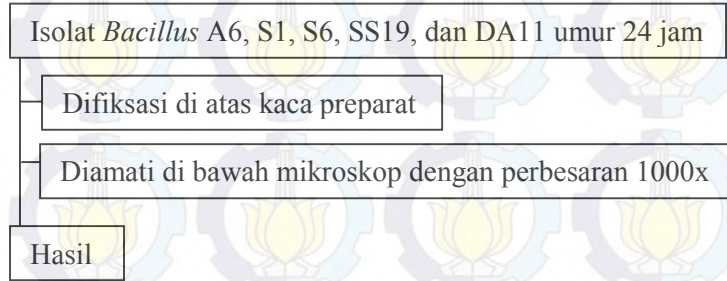 Isolat Bacillus A6, S1, S6, SS19, dan DA11 umur 24 jam
Difiksasi di atas kaca preparat
Diamati di bawah mikroskop dengan perbesaran 1000x
Hasil